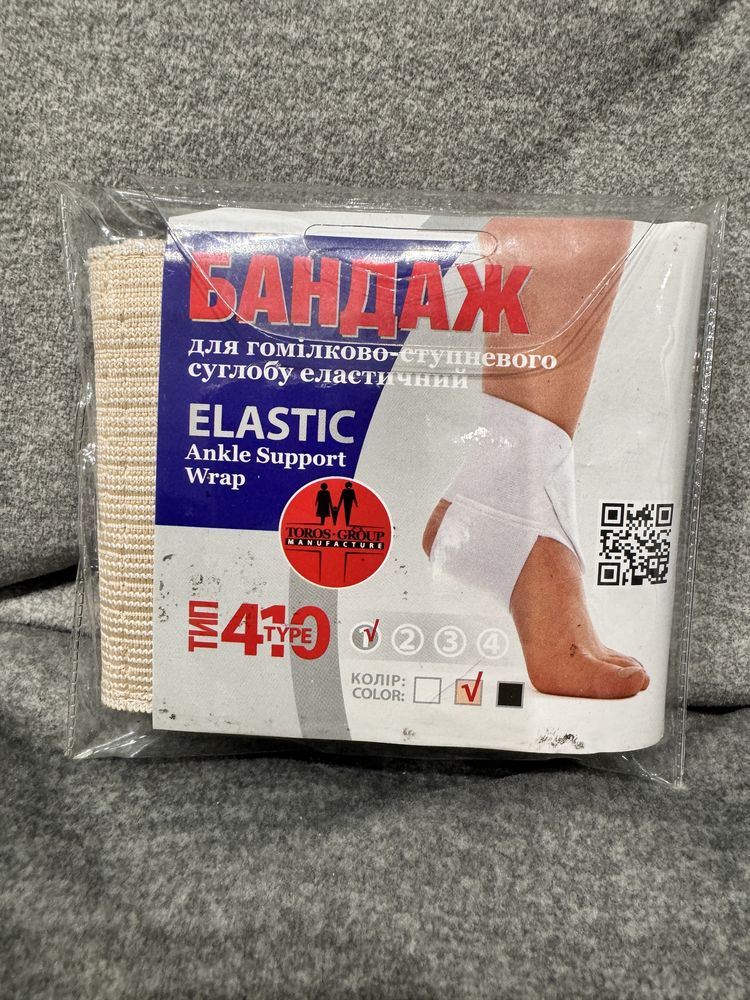 БАНДАЖ
для гомілково-ступневого
суглобу еластичний
ELASTIC
Ankle Support
Wrap
TOROS-GROUP
MANUFACTURE
ТИП 410 TYPE
1 2 3 4
КОЛІР:
COLOR: